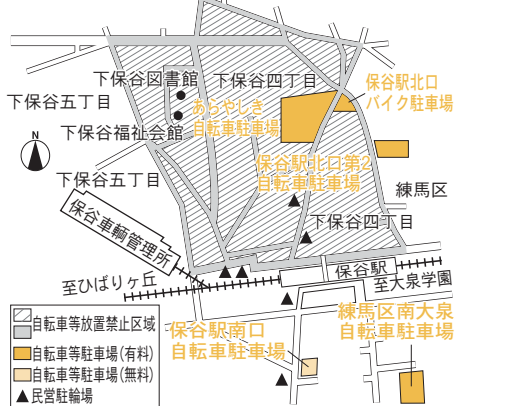 下保谷図書館
下保谷四丁目
保谷駅北口
バイク駐車場
下保谷五丁目
あらやしき
自転車駐車場
下保谷福祉会館
N
保谷駅北口第2
自転車駐車場
下保谷五丁目
練馬区
保谷車輌管理所
下保谷四丁目
至ひばりヶ丘
保谷駅
至大泉学園
自転車等放置禁止区域
自転車等駐車場(有料)
自転車等駐車場(無料)
民営駐輪場
保谷駅南口
自転車駐車場
練馬区南大泉
自転車駐車場